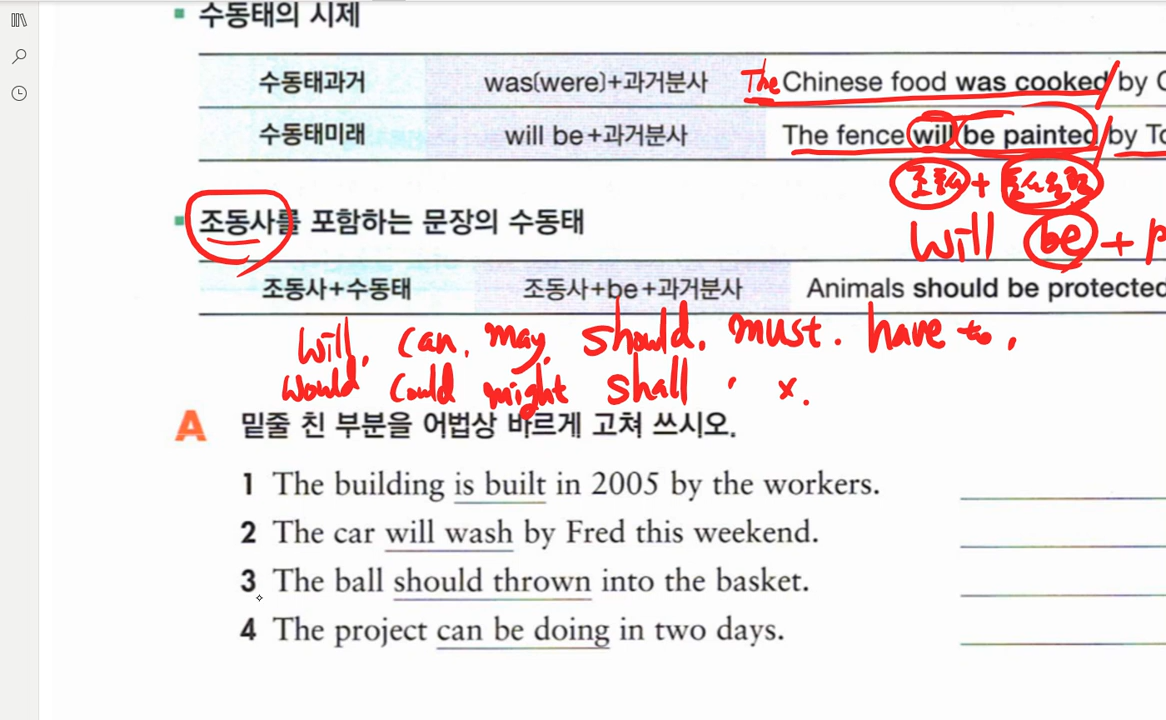 수동태의 시제
수동태과거 was(were)+과거분사 The Chinese food was cooked by
수동태미래 will be+과거분사 The fence will be painted by To
조동사 + 동사원형
조동사를 포함하는 문장의 수동태 will be + p
조동사+수동태 조동사+be+과거분사 Animals should be protected
Will, can, may, should, must. have to,
would could might shall , x.
A 밑줄 친 부분을 어법상 바르게 고쳐 쓰시오.
1 The building is built in 2005 by the workers.
2 The car will wash by Fred this weekend.
3 The ball should thrown into the basket.
4 The project can be doing in two days.